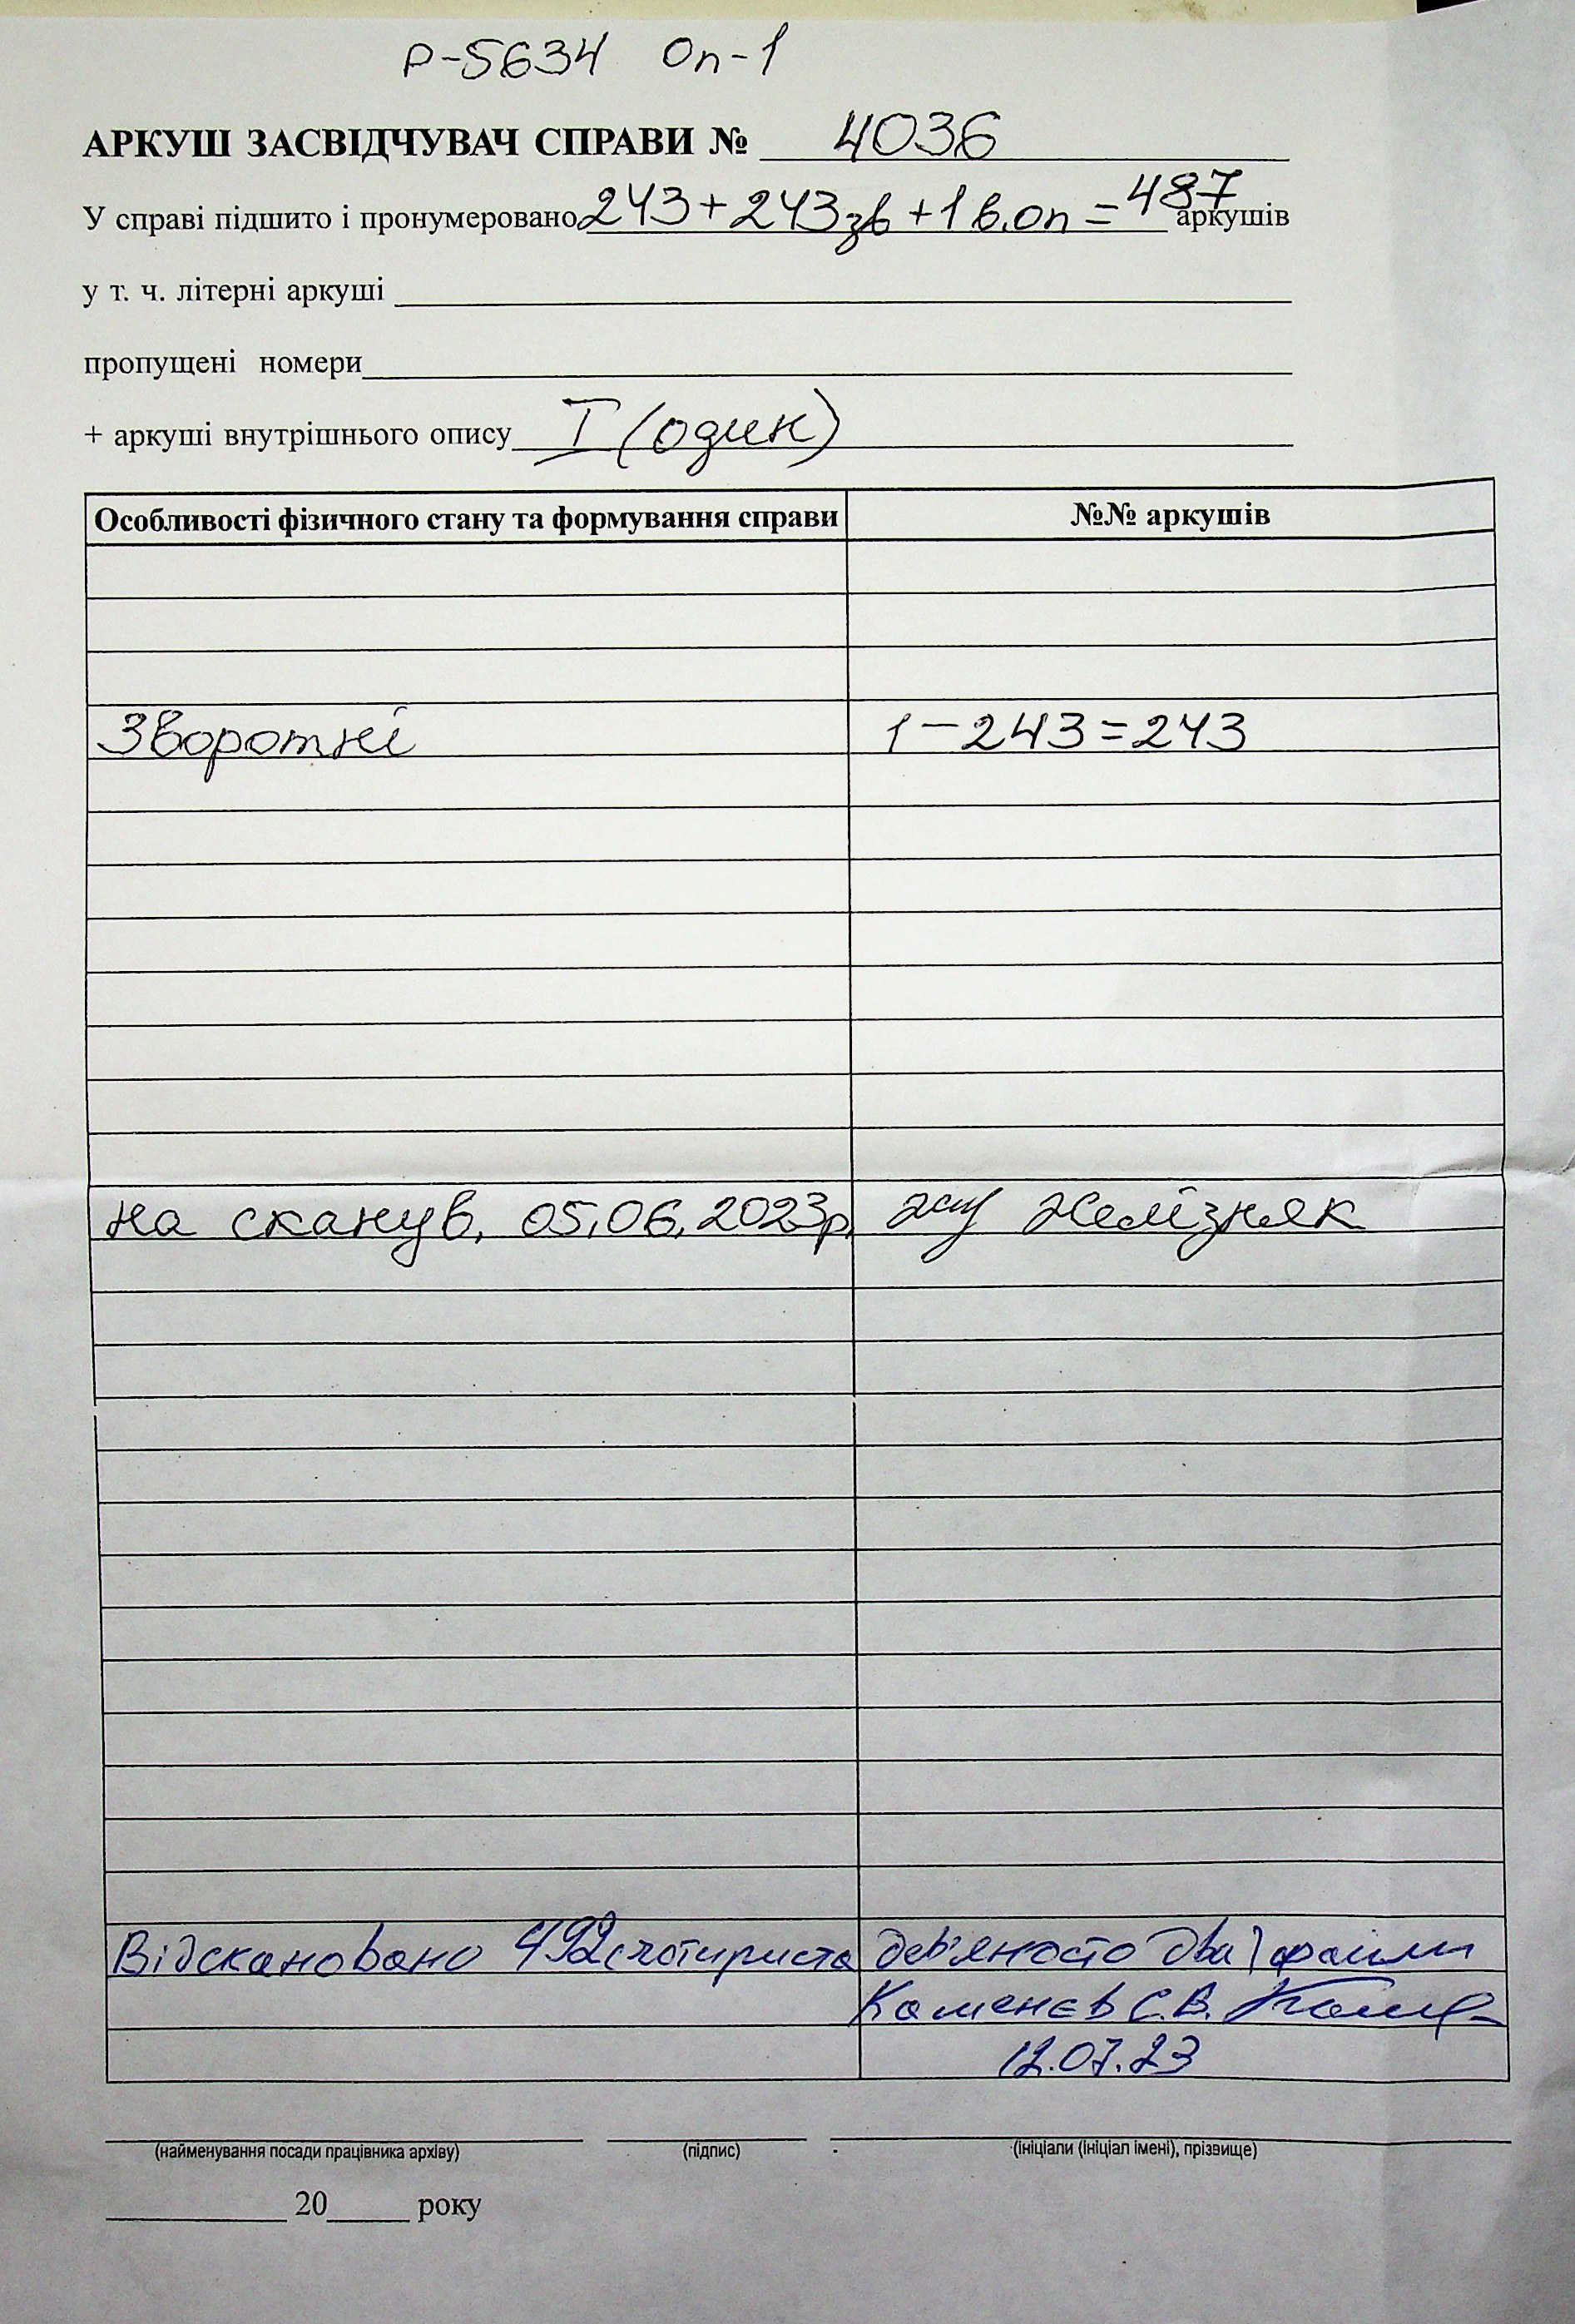 Р-5634 Оп-1
АРКУШ ЗАСВІДЧУВАЧ СПРАВИ № 4036
У справі підшито і пронумеровано 243+243зв+1в.оп=487 аркушів
у т. ч. літерні аркуші
пропущені номери
+ аркуші внутрішнього опису I (один)
Особливості фізичного стану та формування справи №№ аркушів
Зворотні 1-243=243
на сканув. 05.06.2023р. Желізняк
Відскановано 492(чотириста дев'яносто два) файли
Каменєв С.В.
12.07.23
(найменування посади працівника архіву) (підпис) (ініціали (ініціал імені), прізвище)
20 року